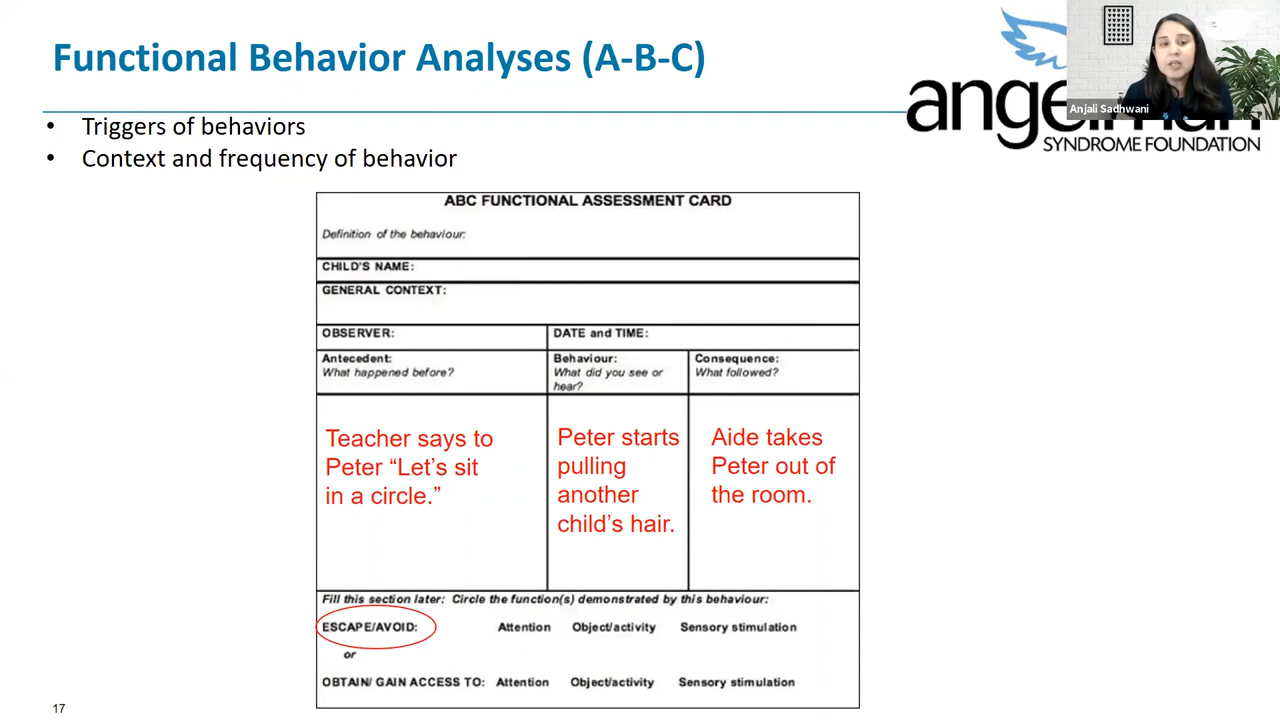 Functional Behavior Analyses (A-B-C)
Anjali Sadhwani
SYNDROME FOUNDATION
• Triggers of behaviors
• Context and frequency of behavior
ABC FUNCTIONAL ASSESSMENT CARD
Definition of the behaviour:
CHILD'S NAME:
GENERAL CONTEXT:
OBSERVER:
DATE and TIME:
Antecedent:
What happened before?
Behaviour:
What did you see or
hear?
Consequence:
What followed?
Teacher says to
Peter “Let’s sit
in a circle.”
Peter starts
pulling
another
child’s hair.
Aide takes
Peter out of
the room.
Fill this section later: Circle the function(s) demonstrated by this behaviour:
ESCAPE/AVOID: Attention Object/activity Sensory stimulation
or
OBTAIN/ GAIN ACCESS TO: Attention Object/activity Sensory stimulation
17